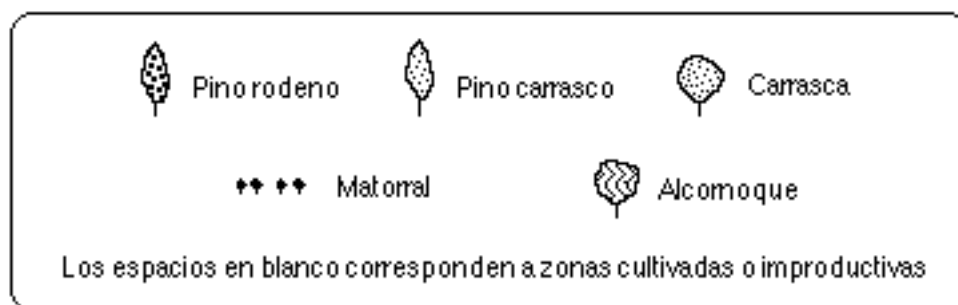 Pino rodeno Pino carrasco Carrasca
Matorral Alcornoque
Los espacios en blanco corresponden a zonas cultivadas o improductivas